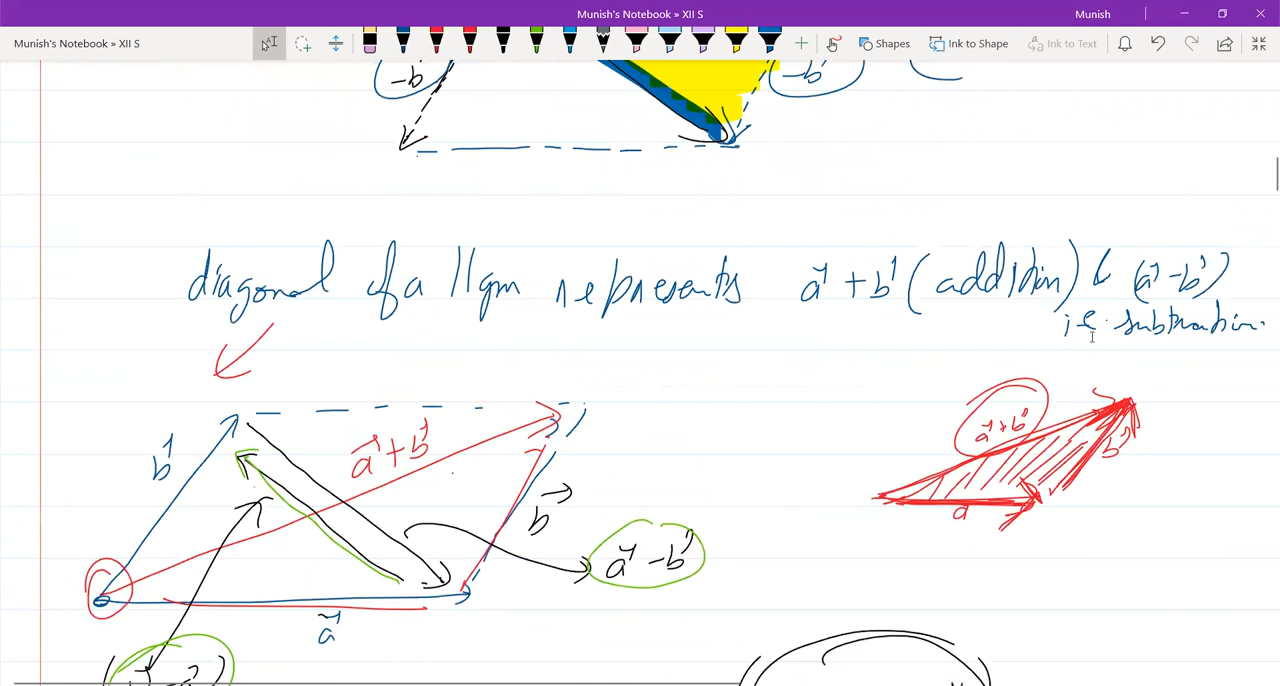 Munish's Notebook » XII S
Munish
Munish's Notebook » XII S
Shapes
Ink to Shape
Ink to Text
-b⃗
-b⃗
diagonal of a ||gm represents a⃗ + b⃗ (addition) & (a⃗ - b⃗)
i.e. subtraction.
a⃗ + b⃗
b⃗
a⃗ + b⃗
b⃗
a
b⃗
a⃗ - b⃗
a⃗